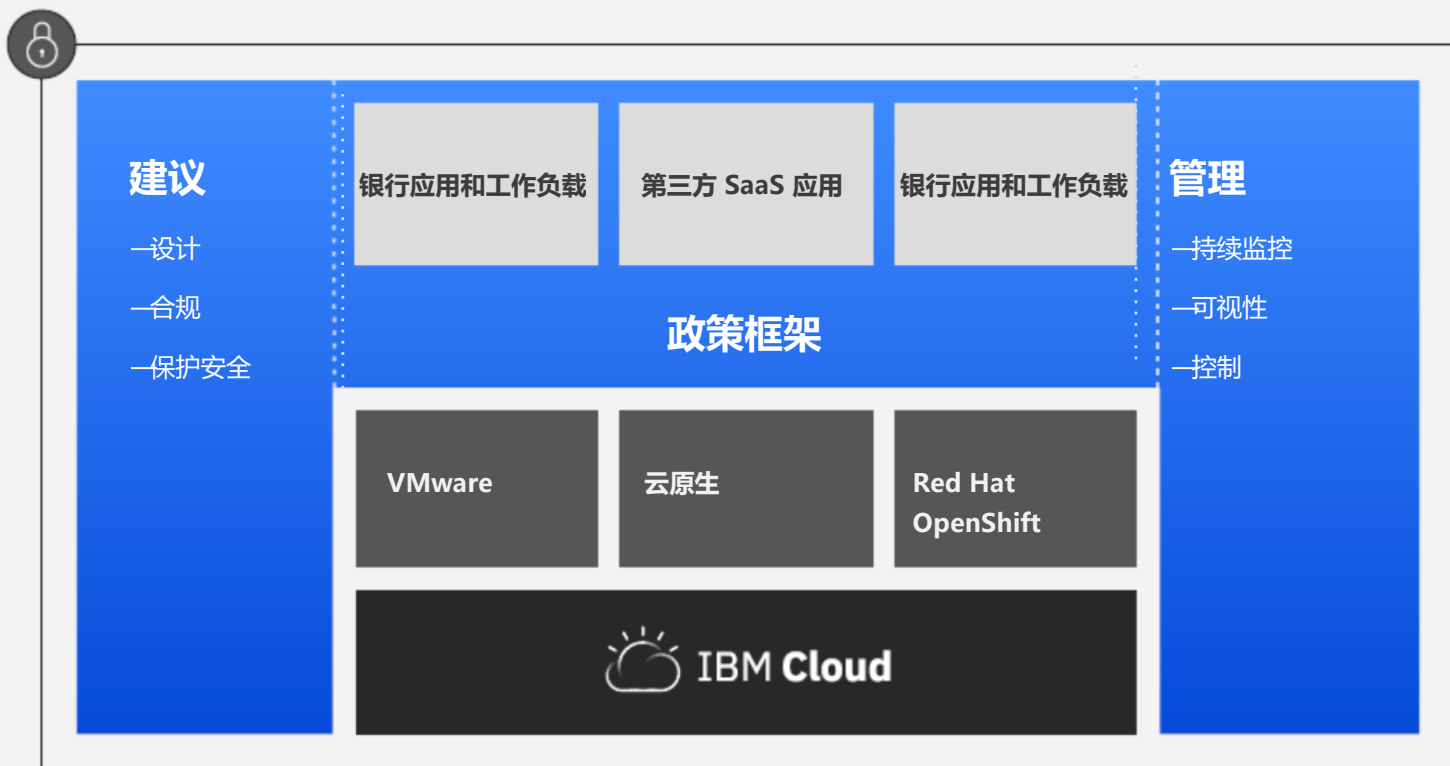 建议
—设计
—合规
—保护安全
银行应用和工作负载
第三方 SaaS 应用
银行应用和工作负载
政策框架
管理
—持续监控
—可视性
—控制
VMware
云原生
Red Hat
OpenShift
IBM Cloud